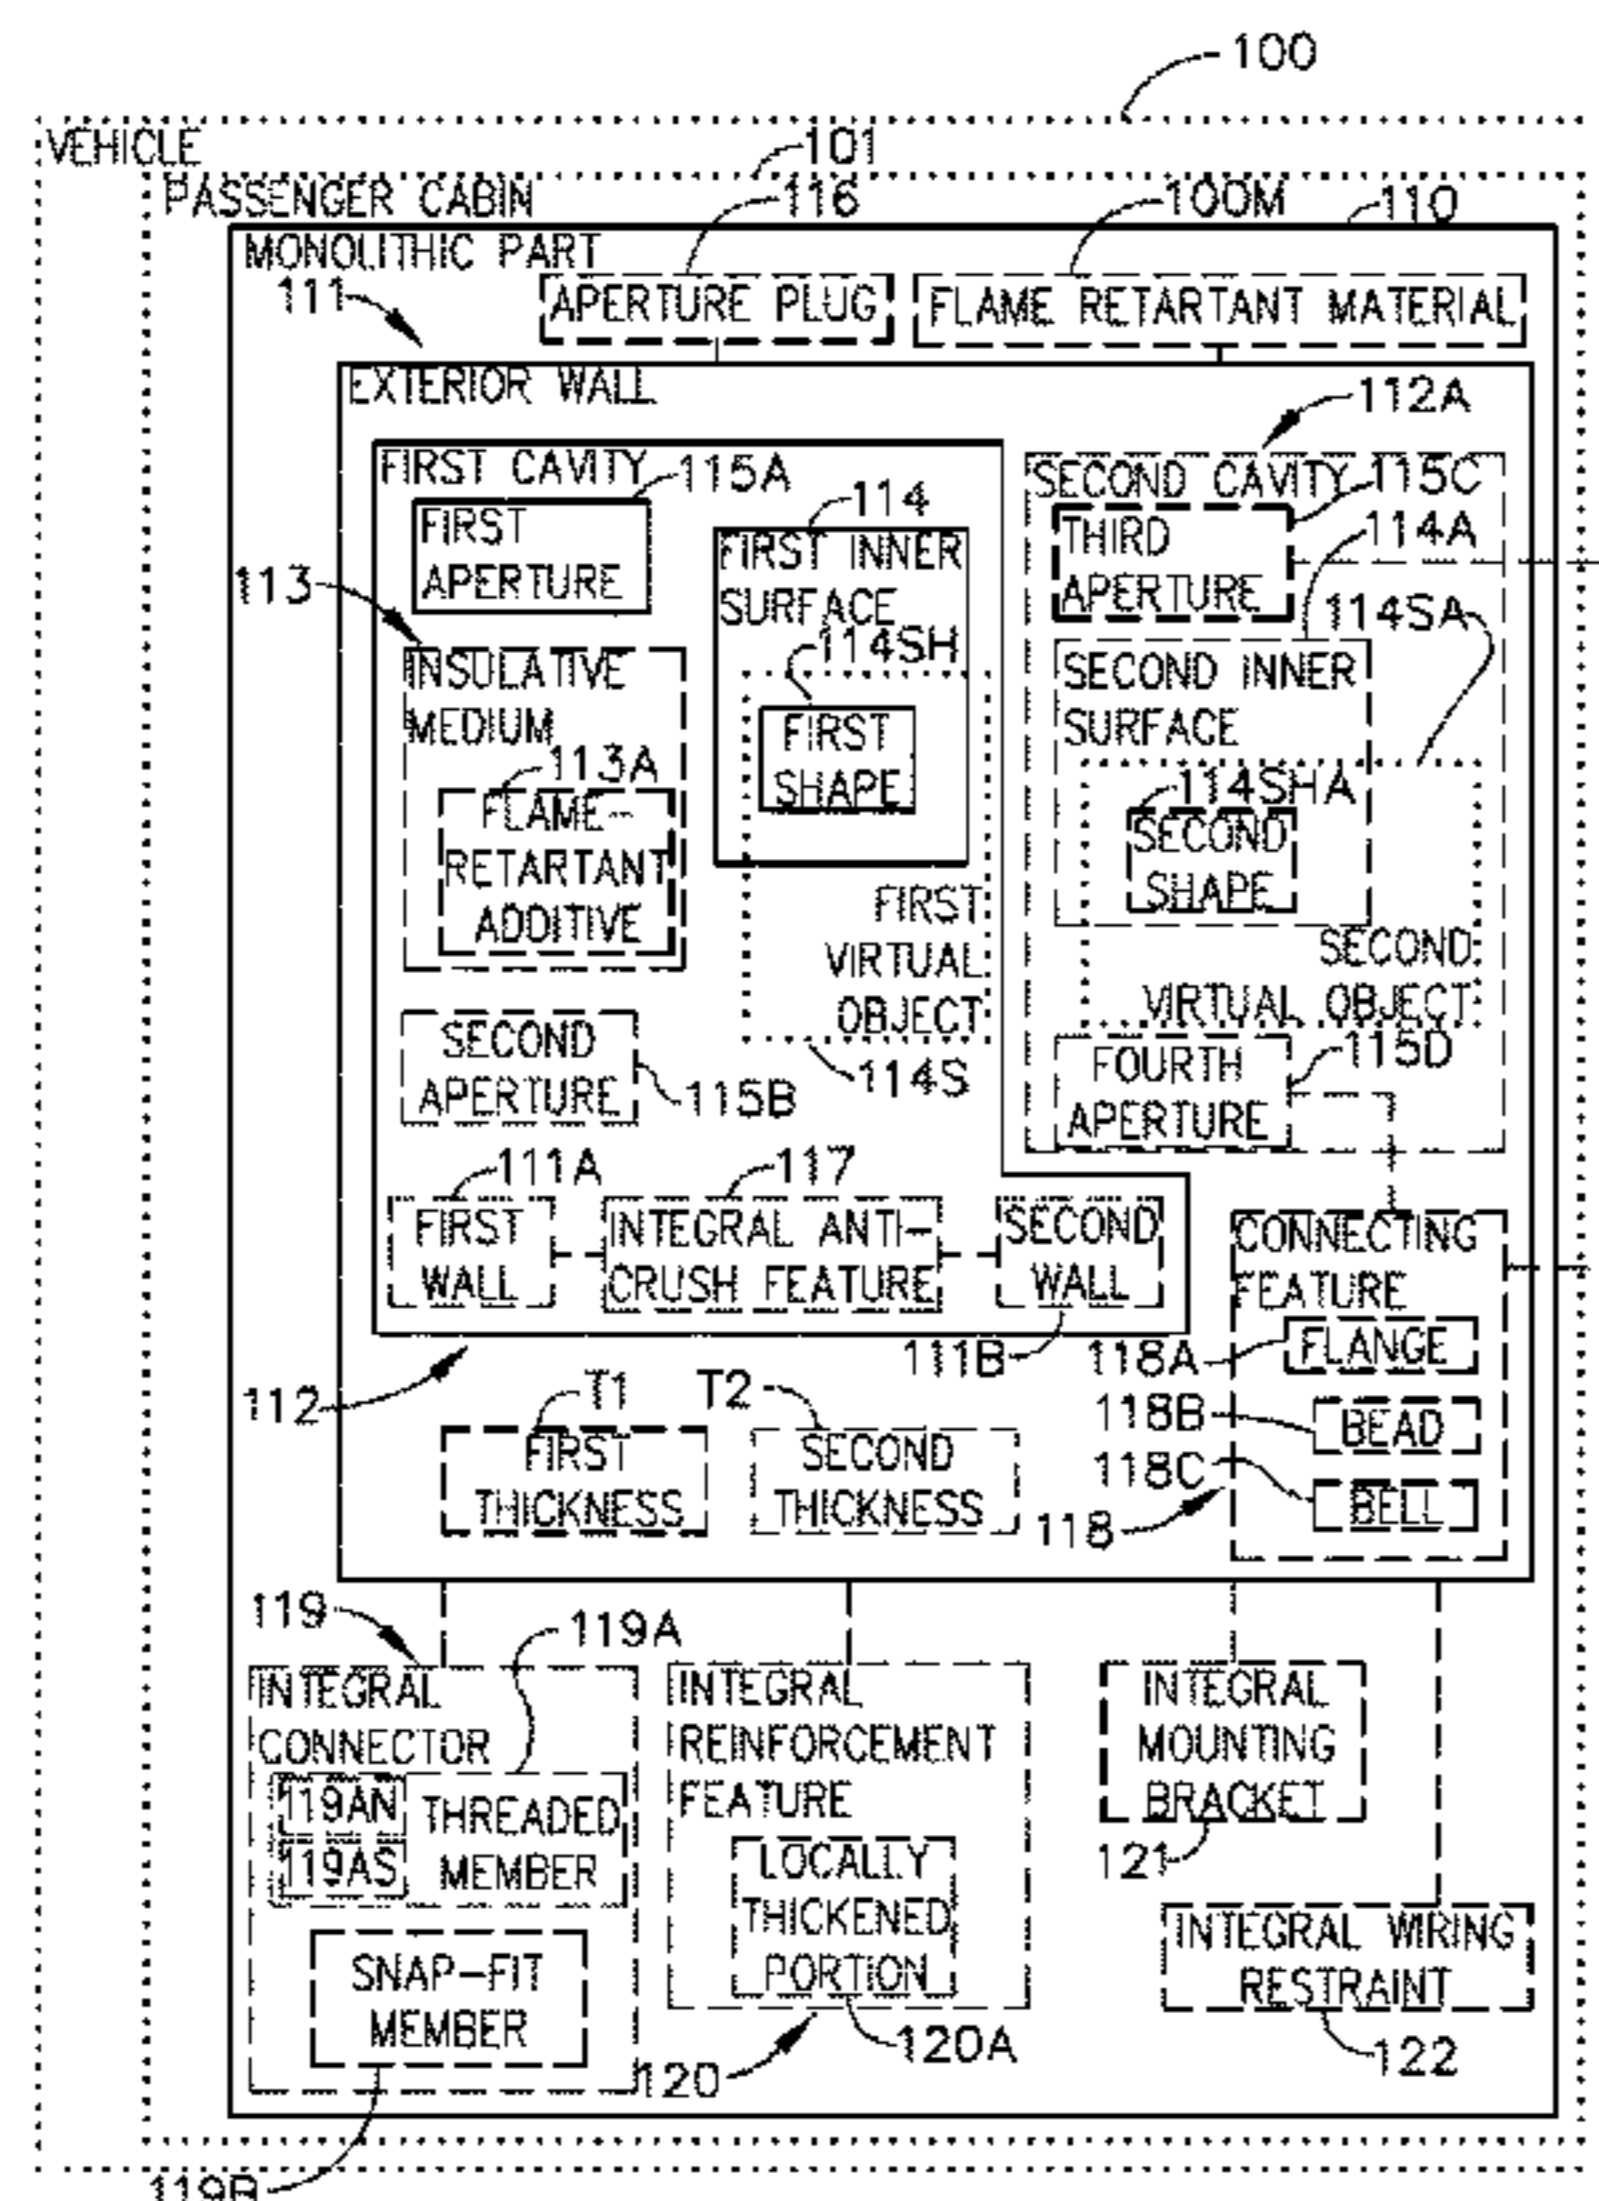 100
VEHICLE
101
PASSENGER CABIN
116
100M
110
MONOLITHIC PART
111
APERTURE PLUG
FLAME RETARTANT MATERIAL
EXTERIOR WALL
112A
FIRST CAVITY
115A
FIRST
APERTURE
114
FIRST INNER
SURFACE
114SH
FIRST
SHAPE
FIRST
VIRTUAL
OBJECT
114S
113
INSULATIVE
MEDIUM
113A
FLAME-
RETARTANT
ADDITIVE
SECOND
APERTURE
115B
SECOND CAVITY
115C
THIRD
APERTURE
114A
114SA
SECOND INNER
SURFACE
114SHA
SECOND
SHAPE
SECOND
VIRTUAL OBJECT
FOURTH
APERTURE
115D
111A
117
FIRST
WALL
INTEGRAL ANTI-
CRUSH FEATURE
SECOND
WALL
111B
112
CONNECTING
FEATURE
118A
FLANGE
118B
BEAD
118C
BELL
118
T1
T2
FIRST
THICKNESS
SECOND
THICKNESS
119
119A
INTEGRAL
CONNECTOR
119AN
119AS
THREADED
MEMBER
SNAP-FIT
MEMBER
119B
INTEGRAL
REINFORCEMENT
FEATURE
LOCALLY
THICKENED
PORTION
120
120A
INTEGRAL
MOUNTING
BRACKET
121
INTEGRAL WIRING
RESTRAINT
122